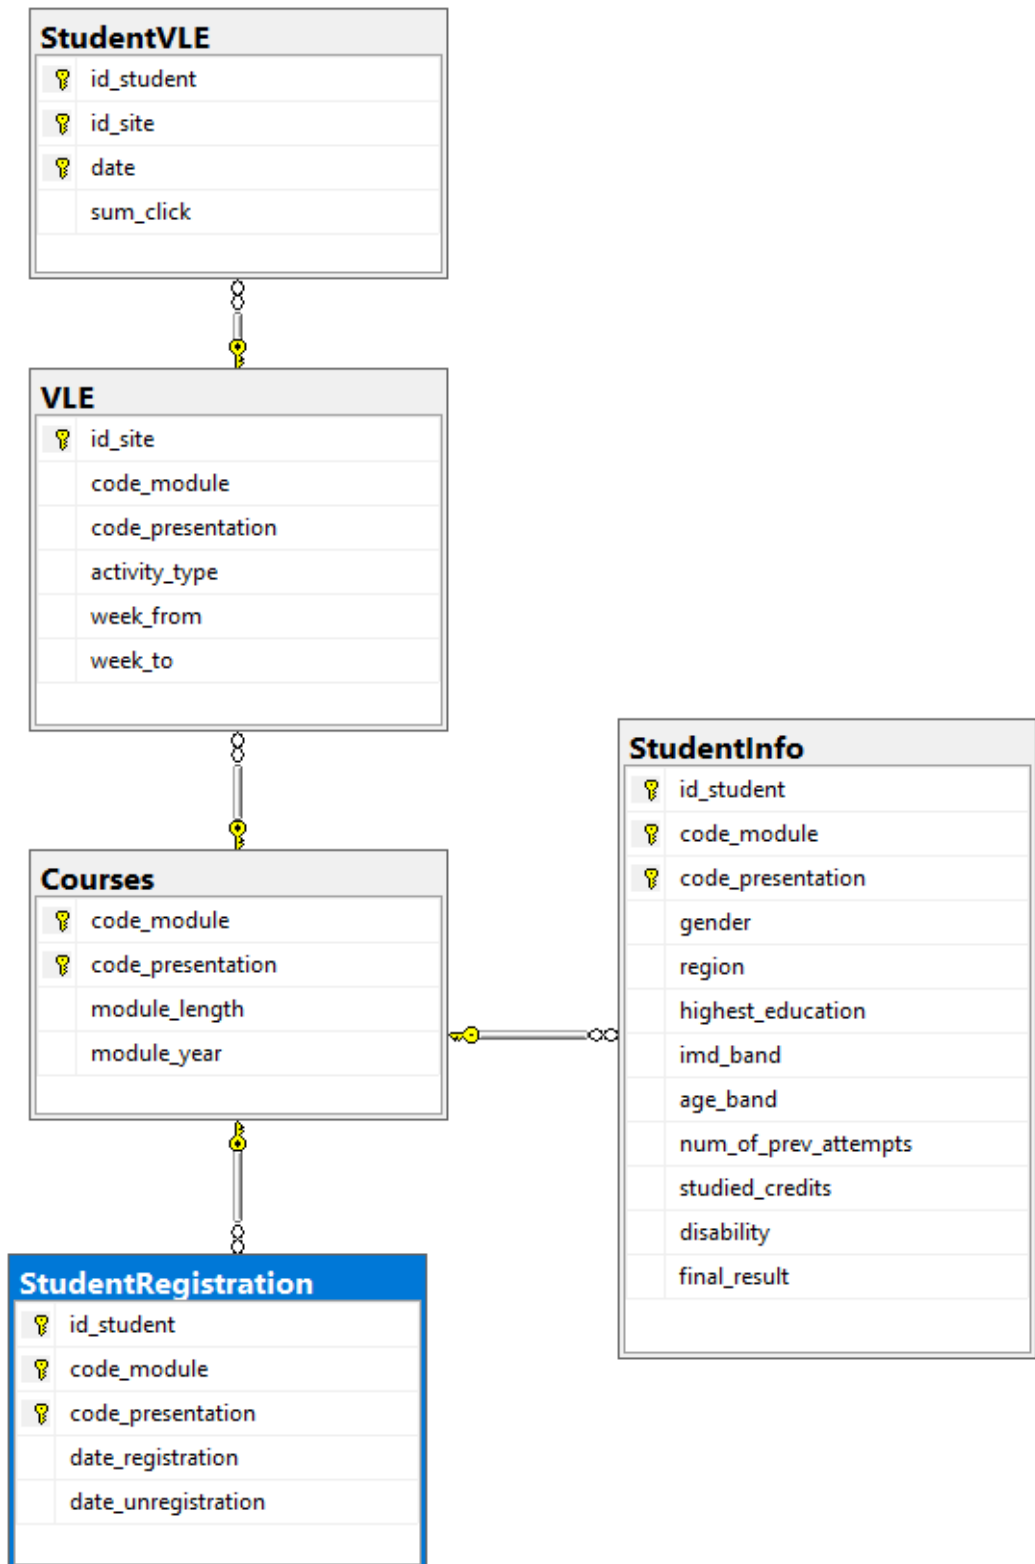 StudentVLE
id_student
id_site
date
sum_click
VLE
id_site
code_module
code_presentation
activity_type
week_from
week_to
Courses
code_module
code_presentation
module_length
module_year
StudentInfo
id_student
code_module
code_presentation
gender
region
highest_education
imd_band
age_band
num_of_prev_attempts
studied_credits
disability
final_result
StudentRegistration
id_student
code_module
code_presentation
date_registration
date_unregistration